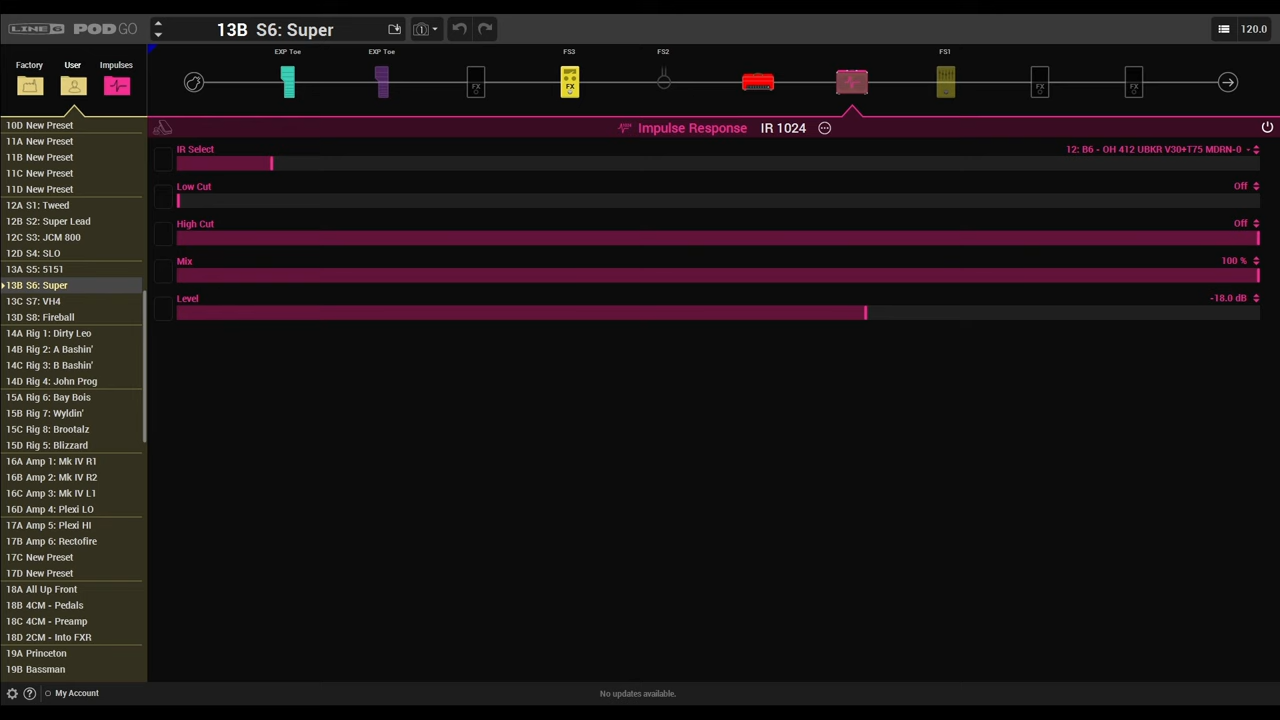 LINE 6 POD GO
13B S6: Super
120.0
EXP Toe
EXP Toe
FS3
FS2
FS1
Factory
User
Impulses
FX
FX
FX
FX
Impulse Response IR 1024
IR Select
12: B6 - OH 412 UBKR V30+T75 MDRN-0
Low Cut
Off
High Cut
Off
Mix
100 %
Level
-18.0 dB
10D New Preset
11A New Preset
11B New Preset
11C New Preset
11D New Preset
12A S1: Tweed
12B S2: Super Lead
12C S3: JCM 800
12D S4: SLO
13A S5: 5151
13B S6: Super
13C S7: VH4
13D S8: Fireball
14A Rig 1: Dirty Leo
14B Rig 2: A Bashin'
14C Rig 3: B Bashin'
14D Rig 4: John Prog
15A Rig 6: Bay Bois
15B Rig 7: Wyldin'
15C Rig 8: Brootalz
15D Rig 5: Blizzard
16A Amp 1: Mk IV R1
16B Amp 2: Mk IV R2
16C Amp 3: Mk IV L1
16D Amp 4: Plexi LO
17A Amp 5: Plexi HI
17B Amp 6: Rectofire
17C New Preset
17D New Preset
18A All Up Front
18B 4CM - Pedals
18C 4CM - Preamp
18D 2CM - Into FXR
19A Princeton
19B Bassman
? My Account
No updates available.